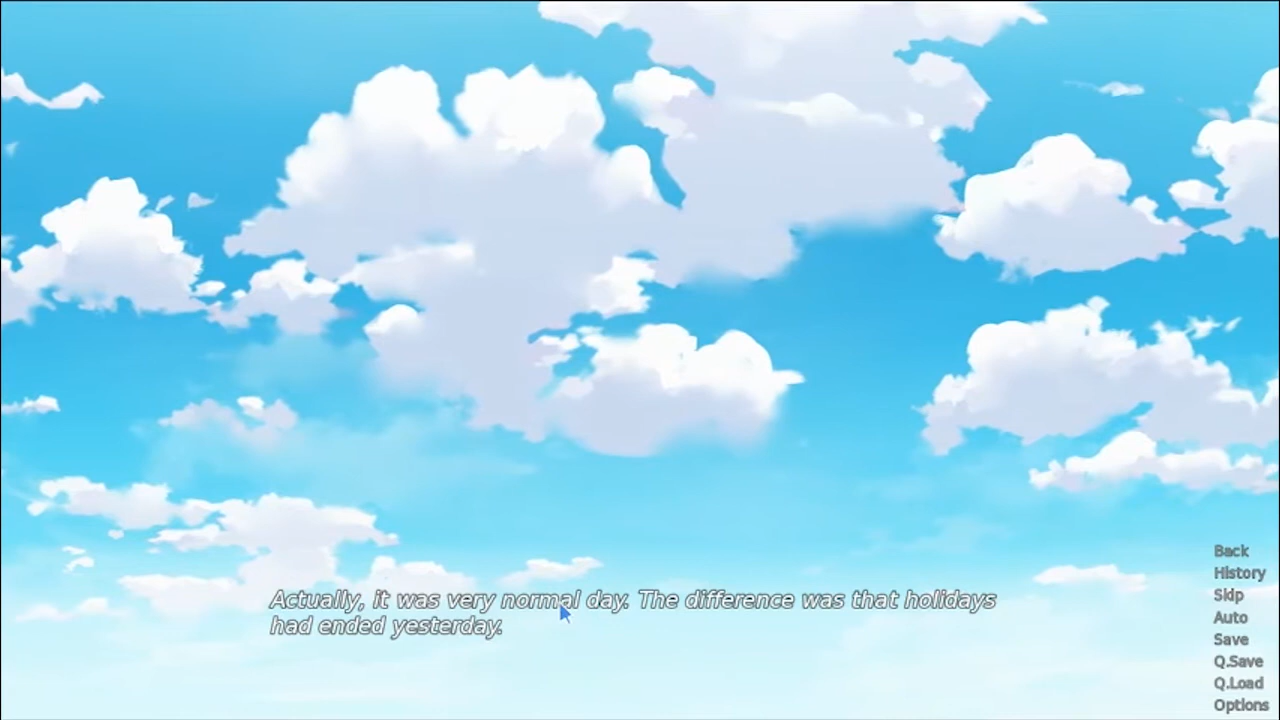 Actually, it was very normal day. The difference was that holidays
had ended yesterday.
Back
History
Skip
Auto
Save
Q.Save
Q.Load
Options